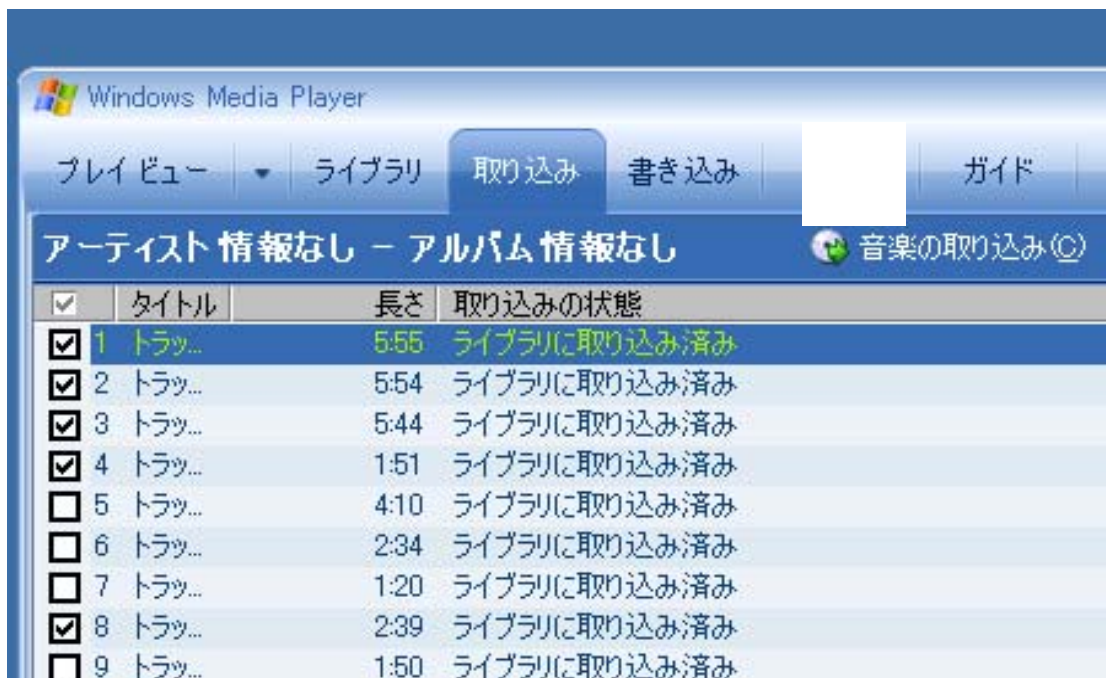 Windows Media Player
プレイ ビュー ライブラリ 取り込み 書き込み ガイド
アーティスト情報なし - アルバム情報なし 音楽の取り込み(C)
タイトル 長さ 取り込みの状態
1 トラッ... 5:55 ライブラリに取り込み済み
2 トラッ... 5:54 ライブラリに取り込み済み
3 トラッ... 5:44 ライブラリに取り込み済み
4 トラッ... 1:51 ライブラリに取り込み済み
5 トラッ... 4:10 ライブラリに取り込み済み
6 トラッ... 2:34 ライブラリに取り込み済み
7 トラッ... 1:20 ライブラリに取り込み済み
8 トラッ... 2:39 ライブラリに取り込み済み
9 トラッ... 1:50 ライブラリに取り込み済み